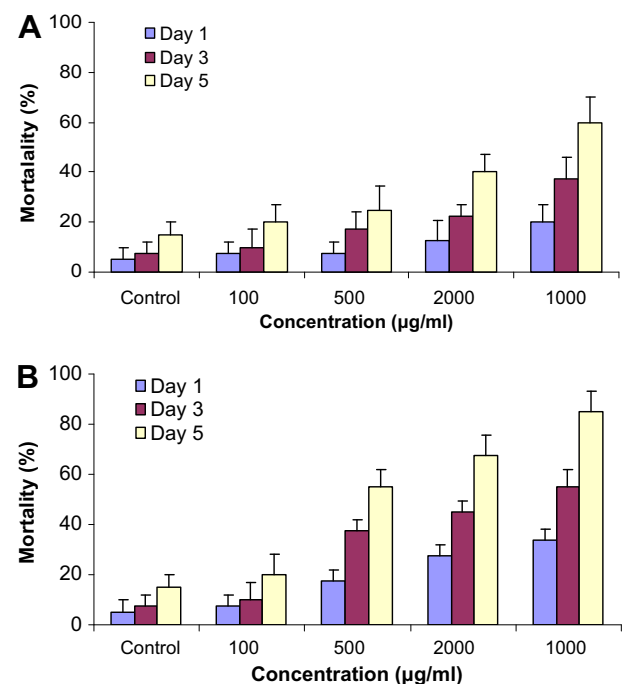 A
100
80
60
40
20
0
Mortalality (%)
Day 1
Day 3
Day 5
Control 100 500 2000 1000
Concentration (µg/ml)
B
100
80
60
40
20
0
Mortality (%)
Day 1
Day 3
Day 5
Control 100 500 2000 1000
Concentration (µg/ml)